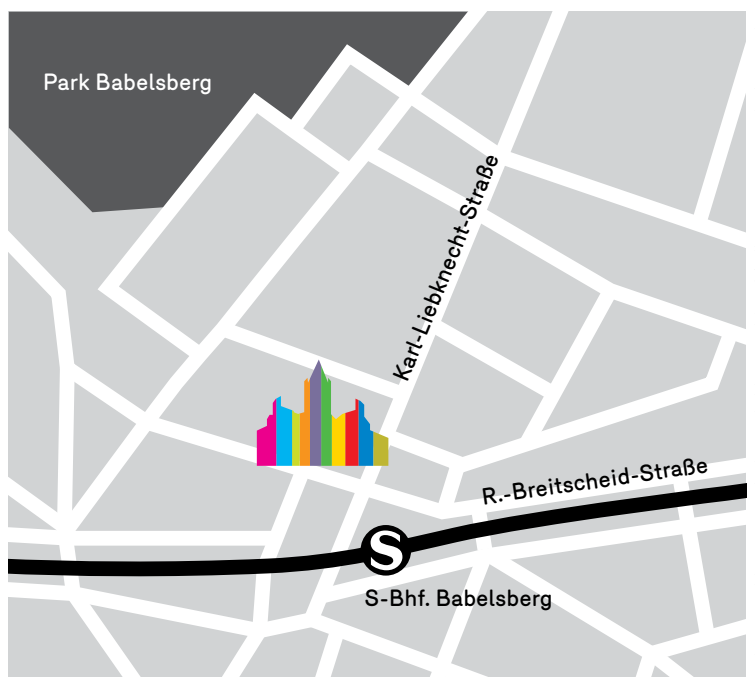 Park Babelsberg
Karl-Liebknecht-Straße
R.-Breitscheid-Straße
S
S-Bhf. Babelsberg